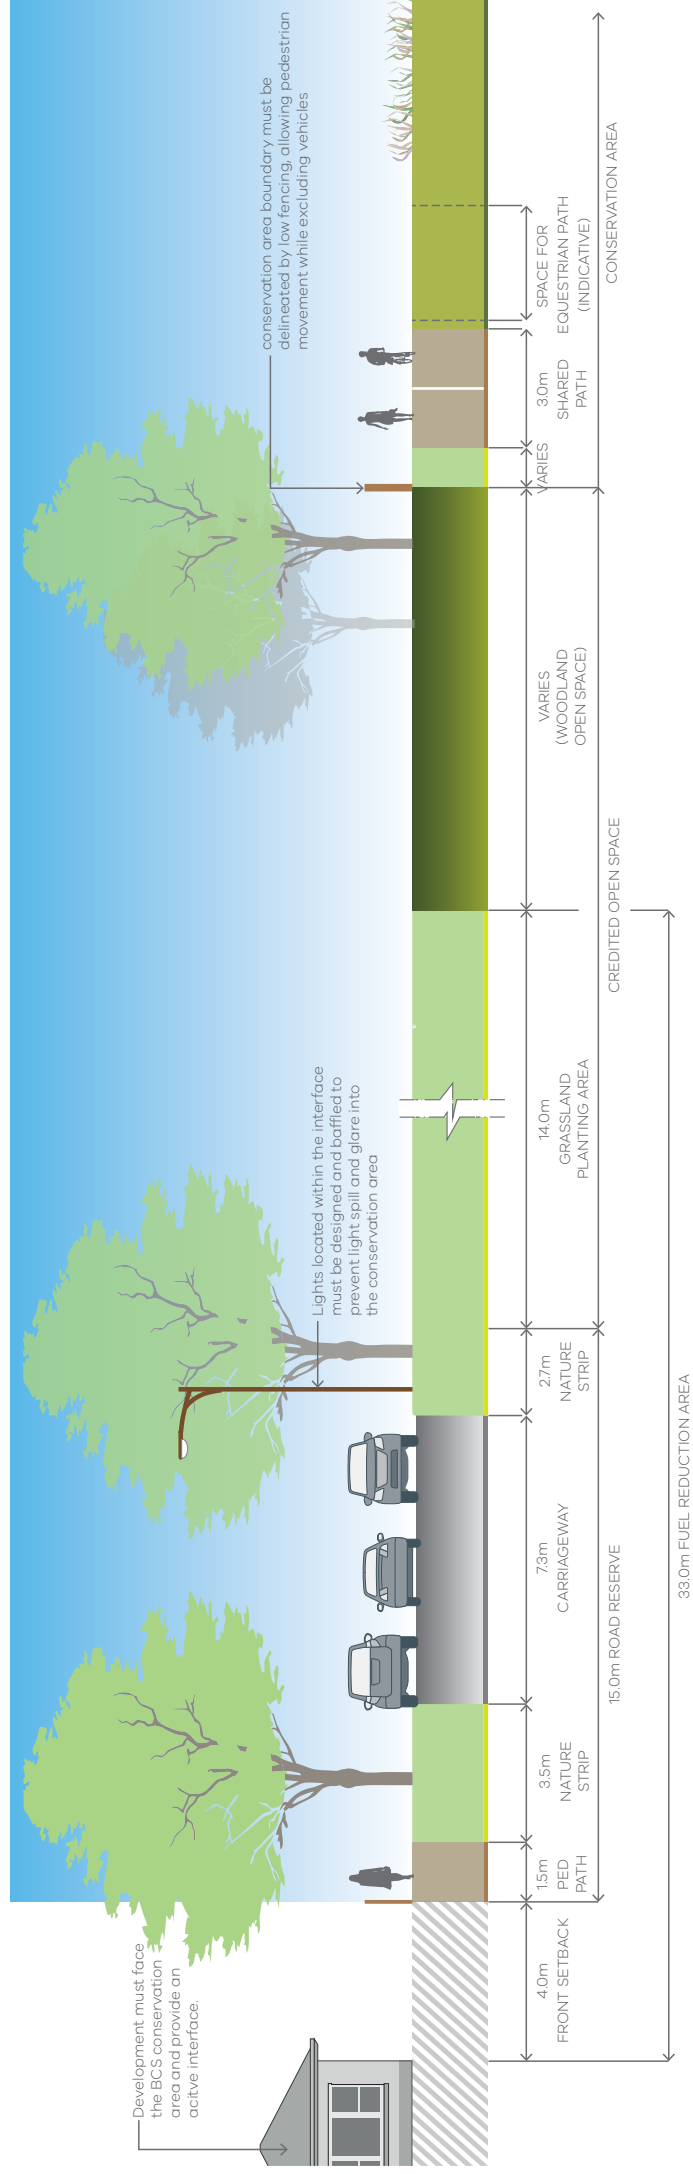 Development must face
the BCS conservation
area and provide an
acitve interface.
Lights located within the interface
must be designed and baffled to
prevent light spill and glare into
the conservation area
conservation area boundary must be
delineated by low fencing, allowing pedestrian
movement while excluding vehicles
4.0m
FRONT SETBACK
1.5m
PED
PATH
3.5m
NATURE
STRIP
7.3m
CARRIAGEWAY
2.7m
NATURE
STRIP
14.0m
GRASSLAND
PLANTING AREA
VARIES
(WOODLAND
OPEN SPACE)
VARIES
3.0m
SHARED
PATH
SPACE FOR
EQUESTRIAN PATH
(INDICATIVE)
15.0m ROAD RESERVE
CREDITED OPEN SPACE
CONSERVATION AREA
33.0m FUEL REDUCTION AREA